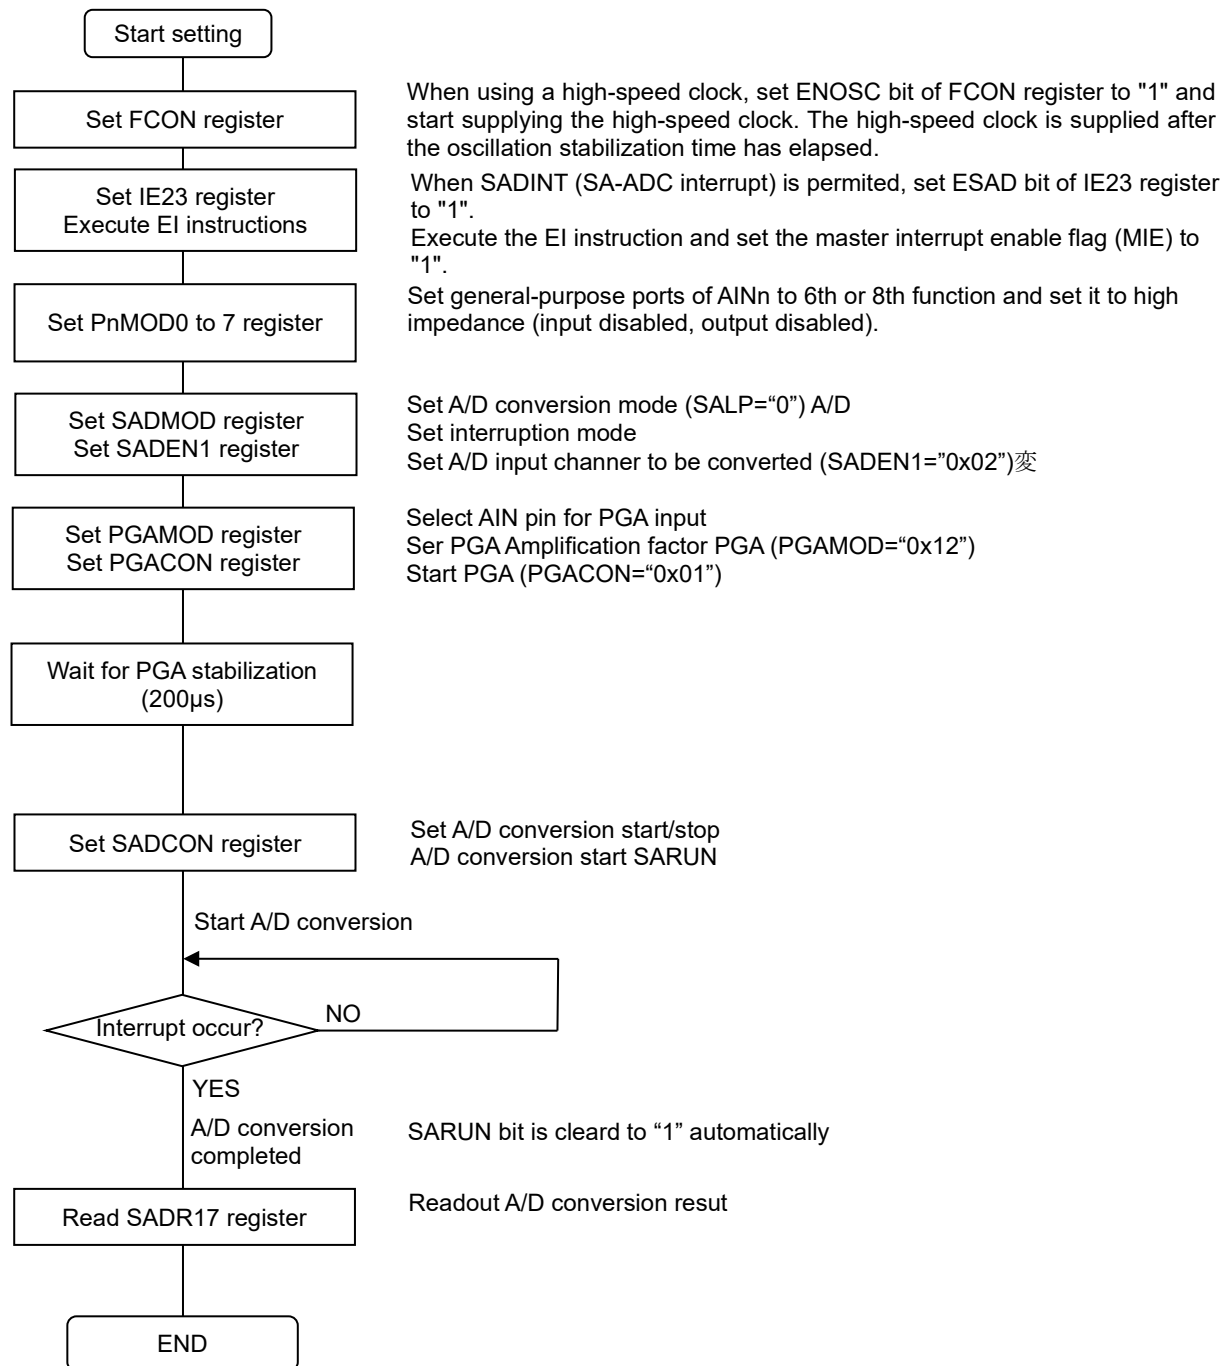 Start setting
Set FCON register
When using a high-speed clock, set ENOSC bit of FCON register to "1" and
start supplying the high-speed clock. The high-speed clock is supplied after
the oscillation stabilization time has elapsed.
Set IE23 register
Execute EI instructions
When SADINT (SA-ADC interrupt) is permited, set ESAD bit of IE23 register
to "1".
Execute the EI instruction and set the master interrupt enable flag (MIE) to
"1".
Set PnMOD0 to 7 register
Set general-purpose ports of AINn to 6th or 8th function and set it to high
impedance (input disabled, output disabled).
Set SADMOD register
Set SADEN1 register
Set A/D conversion mode (SALP=“0”) A/D
Set interruption mode
Set A/D input channer to be converted (SADEN1=”0x02”)变
Set PGAMOD register
Set PGACON register
Select AIN pin for PGA input
Ser PGA Amplification factor PGA (PGAMOD=“0x12”)
Start PGA (PGACON=“0x01”)
Wait for PGA stabilization
(200μs)
Set SADCON register
Set A/D conversion start/stop
A/D conversion start SARUN
Start A/D conversion
Interrupt occur?
NO
YES
A/D conversion
completed
SARUN bit is cleard to “1” automatically
Read SADR17 register
Readout A/D conversion resut
END